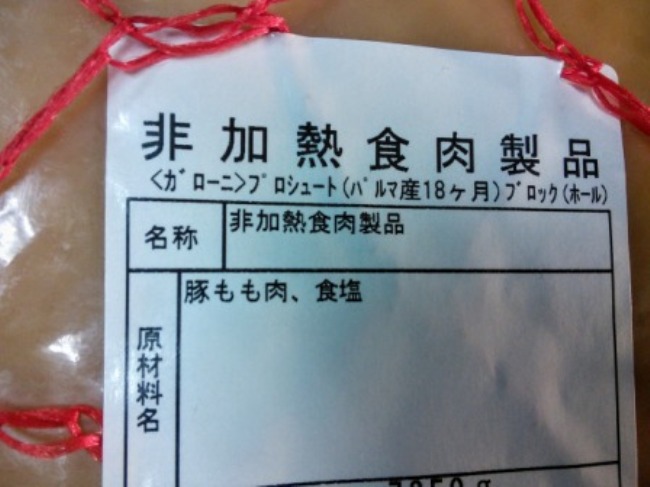 非加熱食肉製品
<ｶﾞﾛｰﾆ>ﾌﾟﾛｼｭｰﾄ(ﾊﾟﾙﾏ産18ヶ月)ﾌﾞﾛｯｸ(ﾎｰﾙ)
名称
非加熱食肉製品
原材料名
豚もも肉、食塩